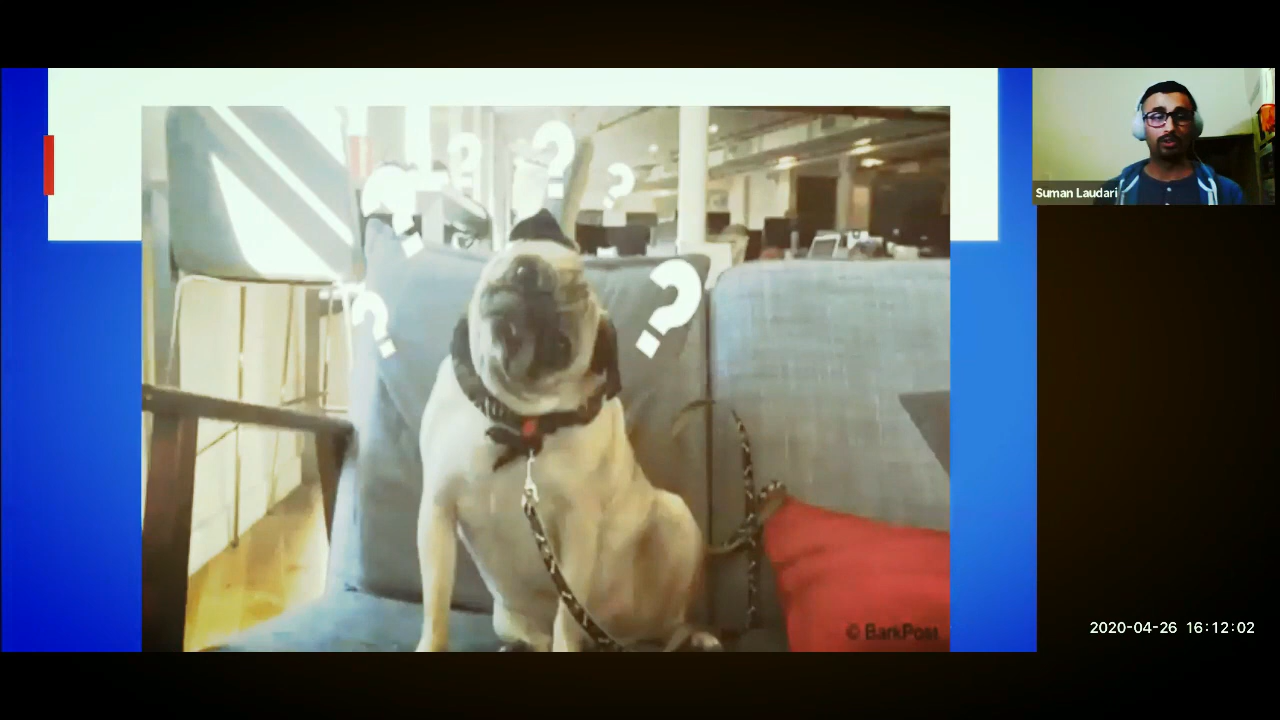 ? ? ? ?
Suman Laudari
? ?
2020-04-26 16:12:02
© BarkPost